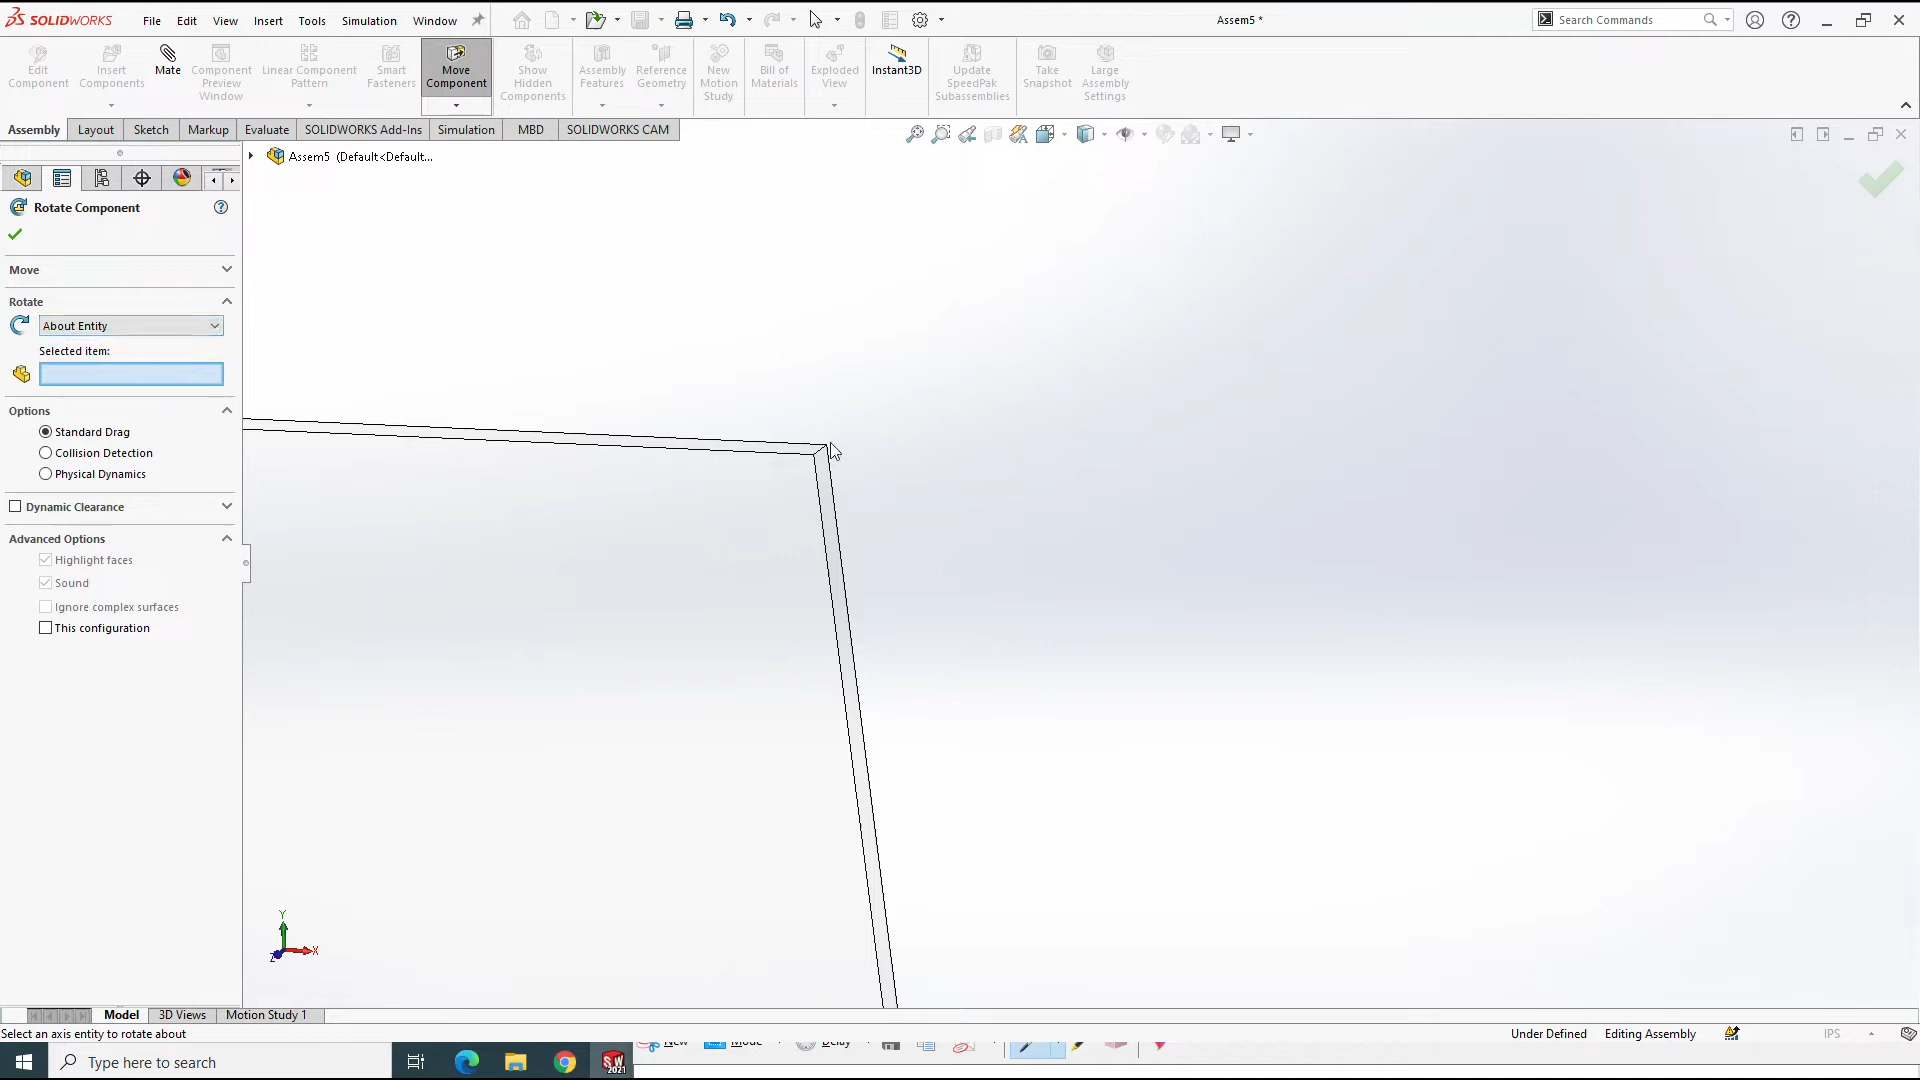 SOLIDWORKS File Edit View Insert Tools Simulation Window Assem5 * Search Commands
Edit Component
Insert Components
Mate
Component Preview Window
Linear Component Pattern
Smart Fasteners
Move Component
Show Hidden Components
Assembly Features
Reference Geometry
New Motion Study
Bill of Materials
Exploded View
Instant3D
Update SpeedPak Subassemblies
Take Snapshot
Large Assembly Settings
Assembly Layout Sketch Markup Evaluate SOLIDWORKS Add-Ins Simulation MBD SOLIDWORKS CAM
Assem5 (Default<Default...
Rotate Component
Move
Rotate
About Entity
Selected item:
Options
Standard Drag
Collision Detection
Physical Dynamics
Dynamic Clearance
Advanced Options
Highlight faces
Sound
Ignore complex surfaces
This configuration
Y
X
Z
Model 3D Views Motion Study 1
Select an axis entity to rotate about Under Defined Editing Assembly IPS
New Mode Delay
Type here to search
SW 2021